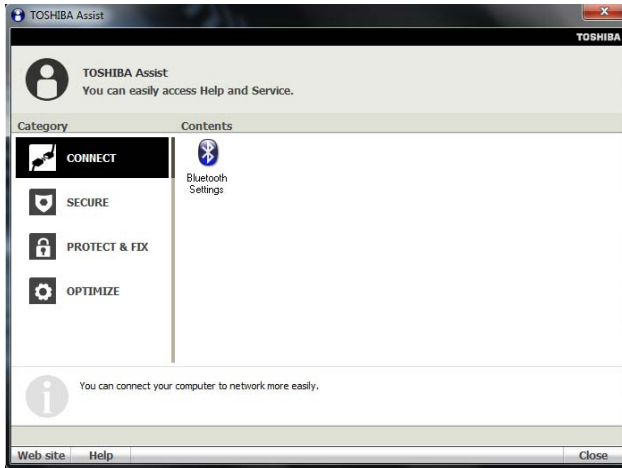 TOSHIBA Assist
TOSHIBA
TOSHIBA Assist
You can easily access Help and Service.
Category
Contents
CONNECT
SECURE
PROTECT & FIX
OPTIMIZE
Bluetooth
Settings
You can connect your computer to network more easily.
Web site Help Close